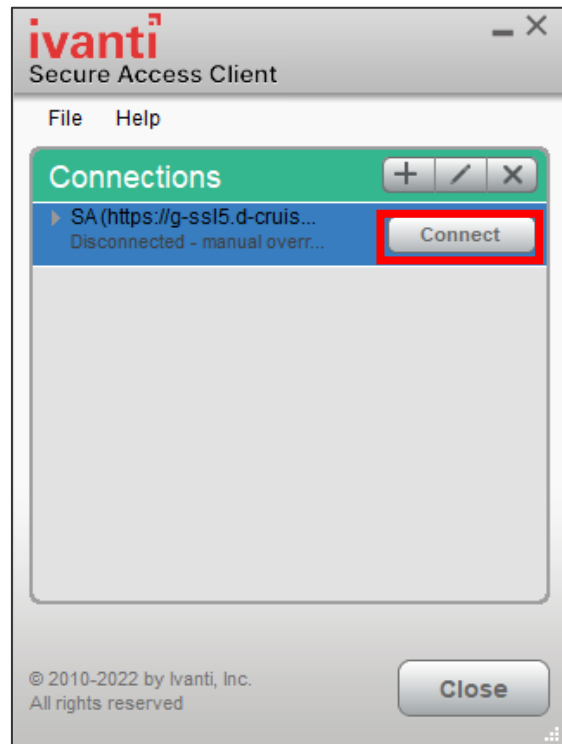 ivanti
Secure Access Client
File Help
Connections
SA(https://g-ssl5.d-cruis...
Connect
Disconnected - manual overr...
© 2010-2022 by Ivanti, Inc.
All rights reserved
Close